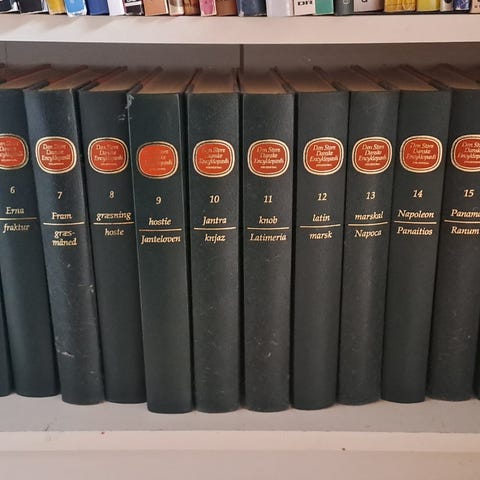 DR
Den Store
Danske
Encyklopædi
6
Erna
fraktur
Den Store
Danske
Encyklopædi
7
Fram
græs-
måned
Den Store
Danske
Encyklopædi
8
græsning
hoste
Den Store
Danske
Encyklopædi
9
hostie
Janteloven
Den Store
Danske
Encyklopædi
10
Jantra
knjaz
Den Store
Danske
Encyklopædi
11
knob
Latimeria
Den Store
Danske
Encyklopædi
12
latin
marsk
Den Store
Danske
Encyklopædi
13
marskal
Napoca
Den Store
Danske
Encyklopædi
14
Napoleon
Panaitios
Den Store
Danske
Encyklopædi
15
Panama
Ranum